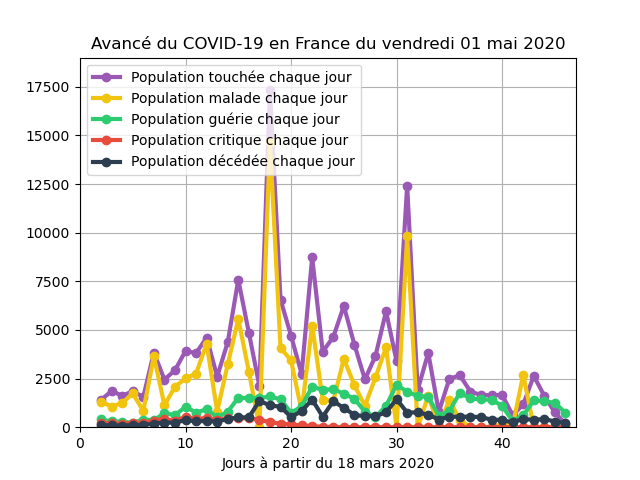 Avancé du COVID-19 en France du vendredi 01 mai 2020
Population touchée chaque jour
Population malade chaque jour
Population guérie chaque jour
Population critique chaque jour
Population décédée chaque jour
17500
15000
12500
10000
7500
5000
2500
0
0 10 20 30 40
Jours à partir du 18 mars 2020